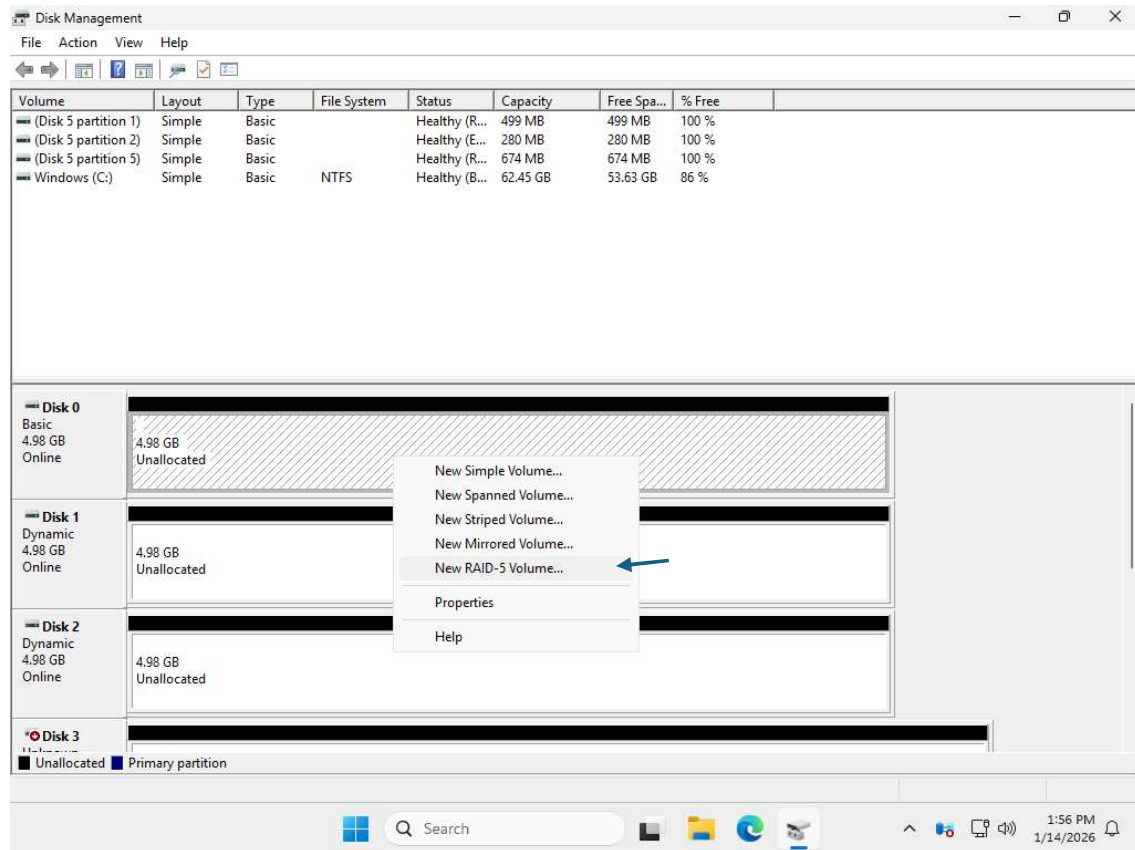 Disk Management
File Action View Help
Volume Layout Type File System Status Capacity Free Spa... % Free
(Disk 5 partition 1) Simple Basic Healthy (R... 499 MB 499 MB 100 %
(Disk 5 partition 2) Simple Basic Healthy (E... 280 MB 280 MB 100 %
(Disk 5 partition 5) Simple Basic Healthy (R... 674 MB 674 MB 100 %
Windows (C:) Simple Basic NTFS Healthy (B... 62.45 GB 53.63 GB 86 %
Disk 0
Basic
4.98 GB
Online
4.98 GB
Unallocated
New Simple Volume...
New Spanned Volume...
New Striped Volume...
New Mirrored Volume...
New RAID-5 Volume...
Properties
Help
Disk 1
Dynamic
4.98 GB
Online
4.98 GB
Unallocated
Disk 2
Dynamic
4.98 GB
Online
4.98 GB
Unallocated
Disk 3
Unallocated Primary partition
Search
1:56 PM
1/14/2026